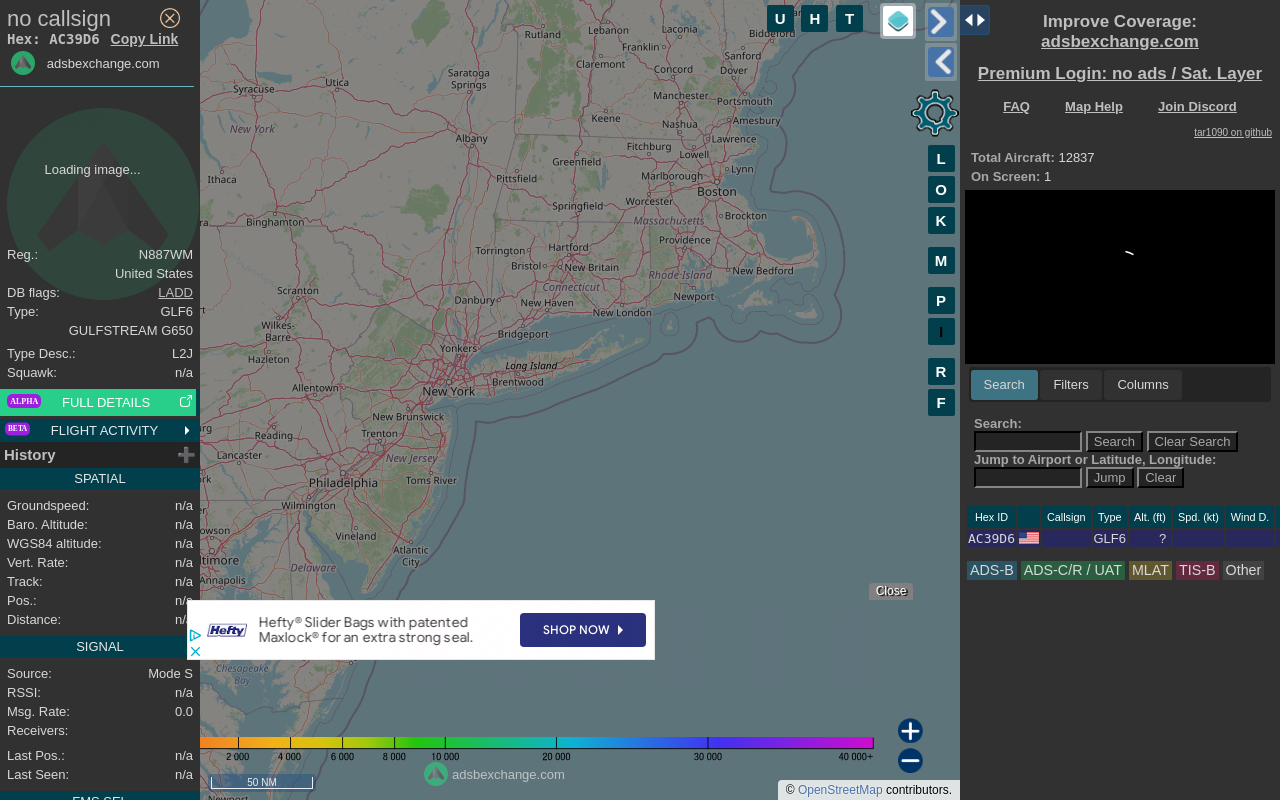 no callsign
Hex: AC39D6 Copy Link
adsbexchange.com
Loading image...
Reg.: N887WM
United States
DB flags: LADD
Type: GLF6
GULFSTREAM G650
Type Desc.: L2J
Squawk: n/a
ALPHA FULL DETAILS
BETA FLIGHT ACTIVITY
History
SPATIAL
Groundspeed: n/a
Baro. Altitude: n/a
WGS84 altitude: n/a
Vert. Rate: n/a
Track: n/a
Pos.: n/a
Distance: n/a
SIGNAL
Source: Mode S
RSSI: n/a
Msg. Rate: 0.0
Receivers:
Last Pos.: n/a
Last Seen: n/a
FMS SEL
U H T
L
O
K
M
P
I
R
F
Rutland
Lebanon
Laconia
Biddeford
Franklin
Claremont
Sanford
Concord
Dover
Saratoga
Springs
Utica
Syracuse
Manchester
Portsmouth
Keene
Nashua
Amesbury
New York
Albany
Lawrence
Fitchburg
Lowell
Greenfield
Lynn
Ithaca
Pittsfield
Marlborough
Boston
Worcester
Springfield
Massachusetts
Brockton
Binghamton
Providence
Torrington
Hartford
Bristol
New Britain
Rhode Island
New Bedford
Connecticut
Scranton
Danbury
New Haven
Newport
New London
Wilkes-
Barre
Bridgeport
Yonkers
Hazleton
Long Island
Brentwood
Allentown
New York
New Brunswick
Reading
Trenton
Lancaster
New Jersey
Toms River
Philadelphia
Wilmington
Vineland
Atlantic
City
Annapolis
Delaware
Chesapeake
Bay
Close
Hefty
Hefty® Slider Bags with patented
Maxlock® for an extra strong seal.
SHOP NOW
2 000 4 000 6 000 8 000 10 000 20 000 30 000 40 000+
adsbexchange.com
50 NM
Newport
© OpenStreetMap contributors.
Improve Coverage:
adsbexchange.com
Premium Login: no ads / Sat. Layer
FAQ Map Help Join Discord
tar1090 on github
Total Aircraft: 12837
On Screen: 1
Search Filters Columns
Search:
Search Clear Search
Jump to Airport or Latitude, Longitude:
Jump Clear
Hex ID Callsign Type Alt. (ft) Spd. (kt) Wind D.
AC39D6 GLF6 ?
ADS-B ADS-C/R / UAT MLAT TIS-B Other